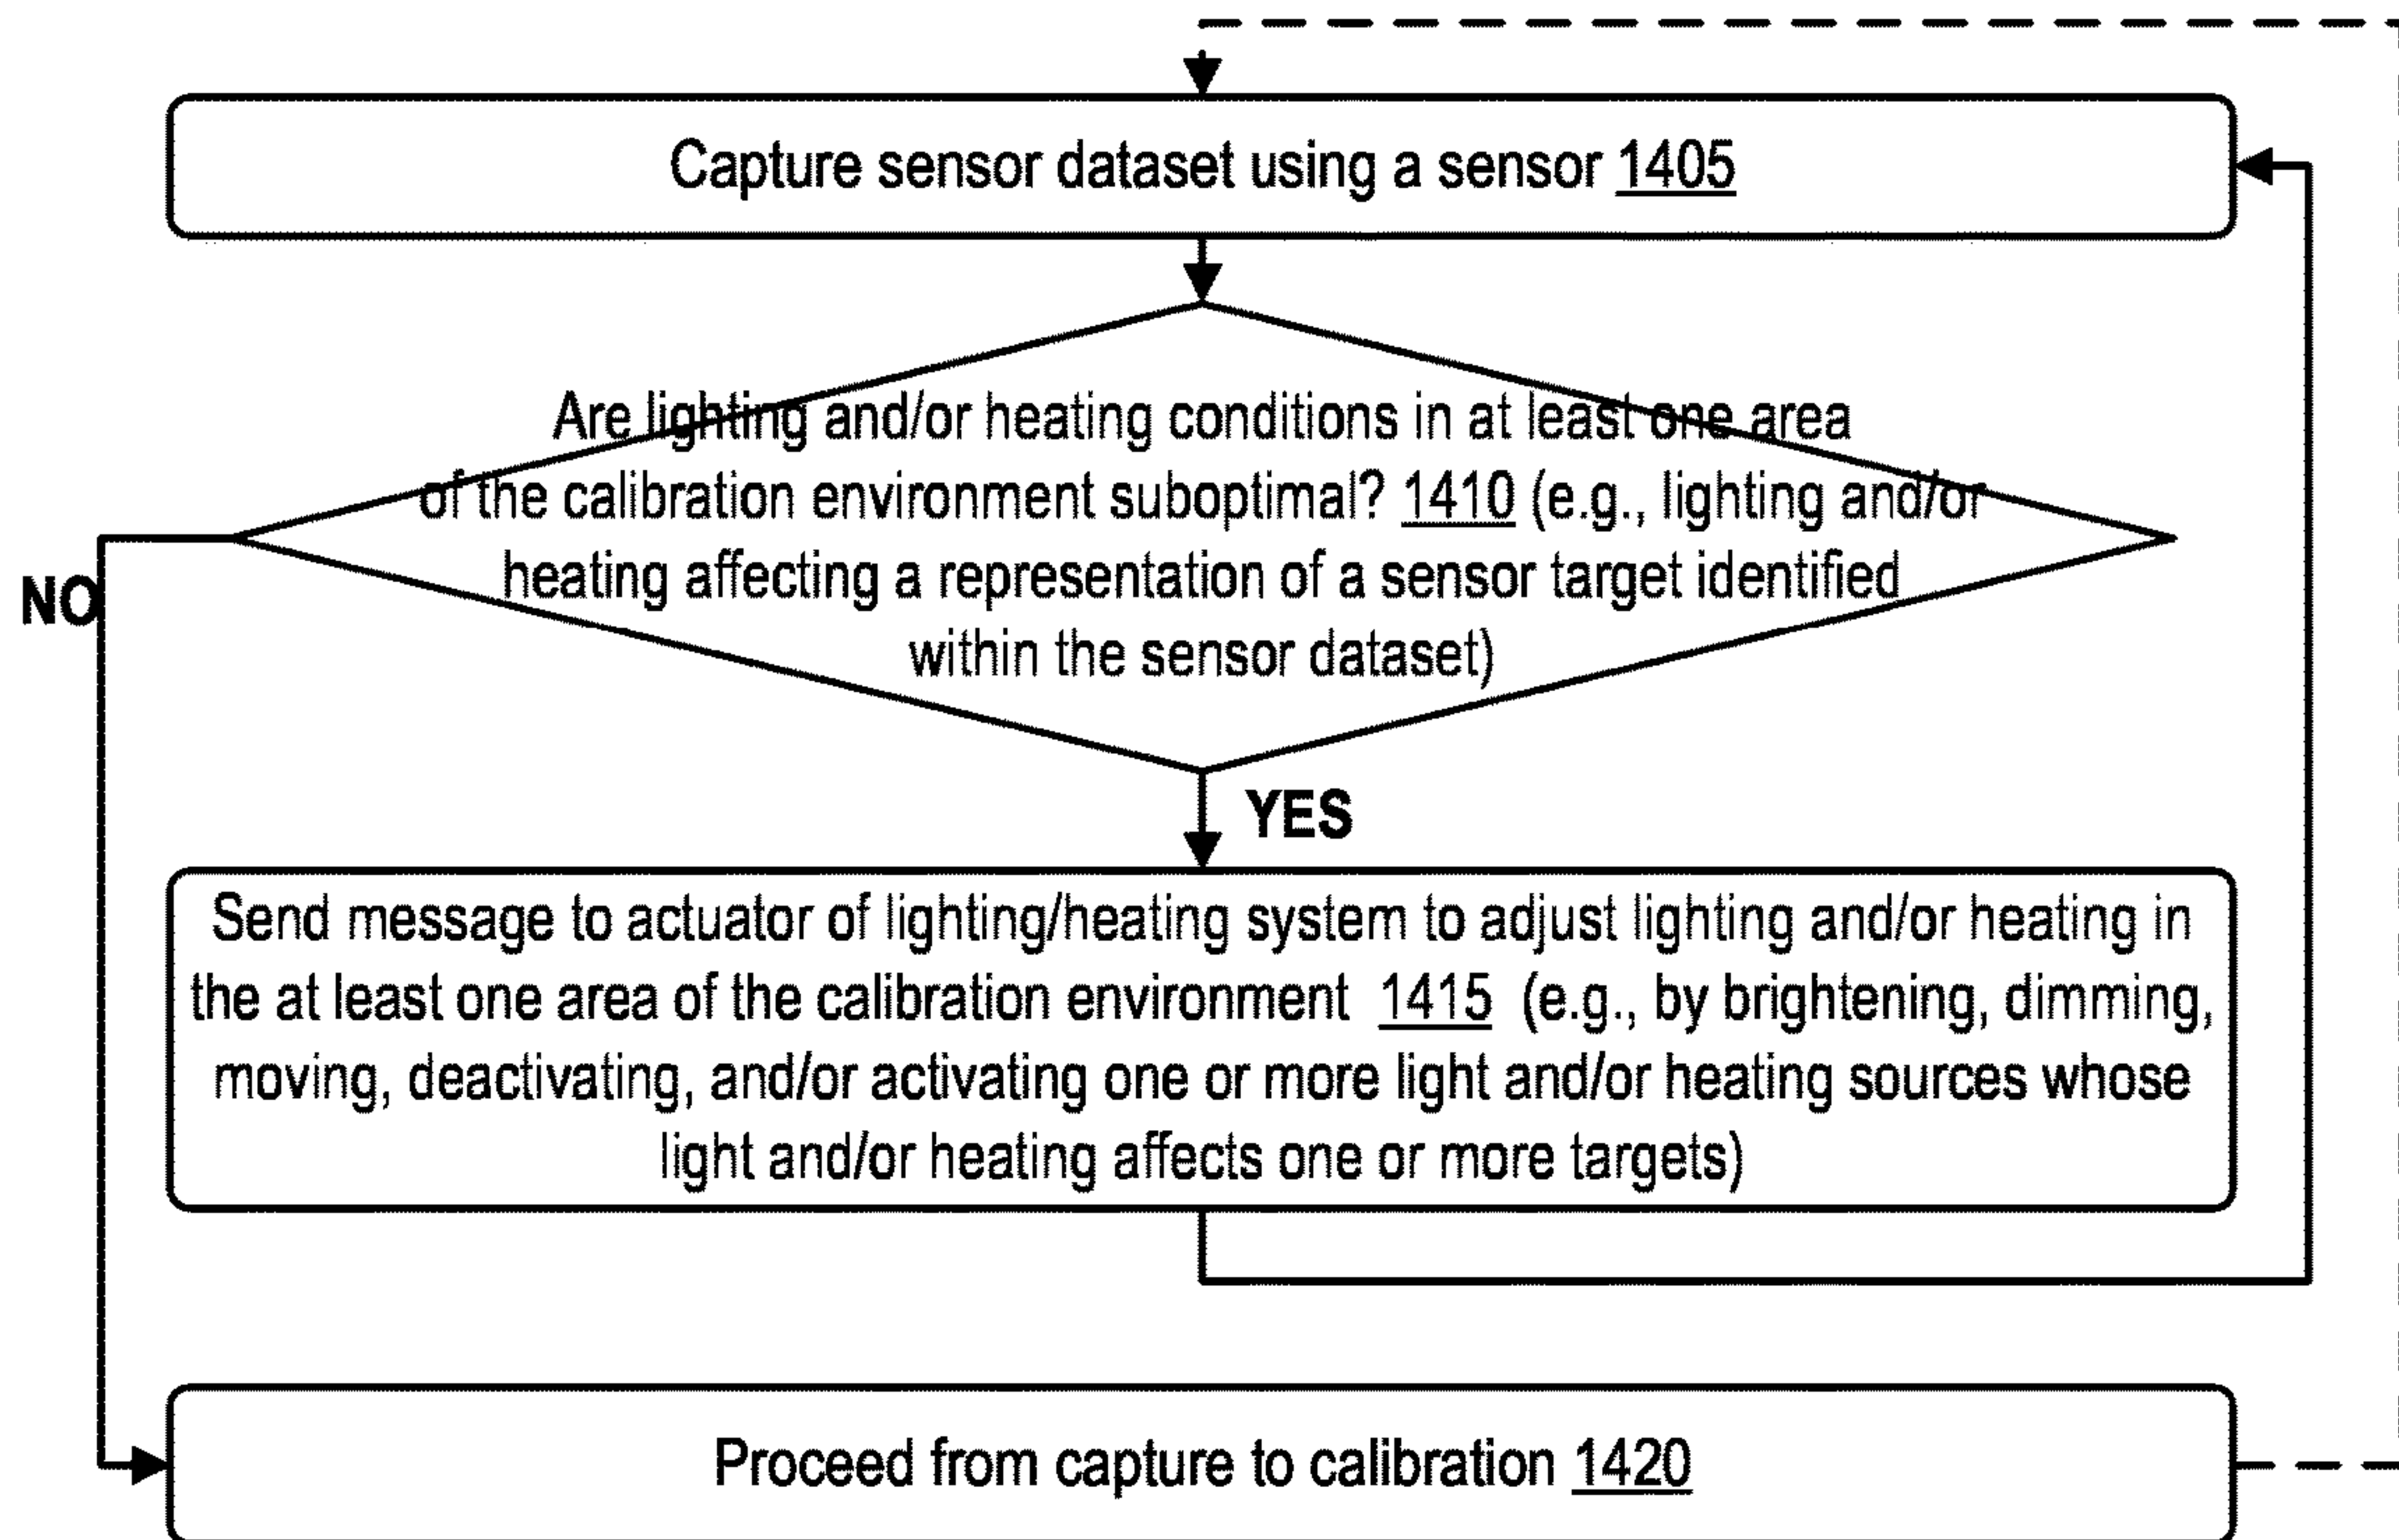 Capture sensor dataset using a sensor 1405
Are lighting and/or heating conditions in at least one area
of the calibration environment suboptimal? 1410 (e.g., lighting and/or
heating affecting a representation of a sensor target identified
within the sensor dataset)
NO
YES
Send message to actuator of lighting/heating system to adjust lighting and/or heating in
the at least one area of the calibration environment 1415 (e.g., by brightening, dimming,
moving, deactivating, and/or activating one or more light and/or heating sources whose
light and/or heating affects one or more targets)
Proceed from capture to calibration 1420